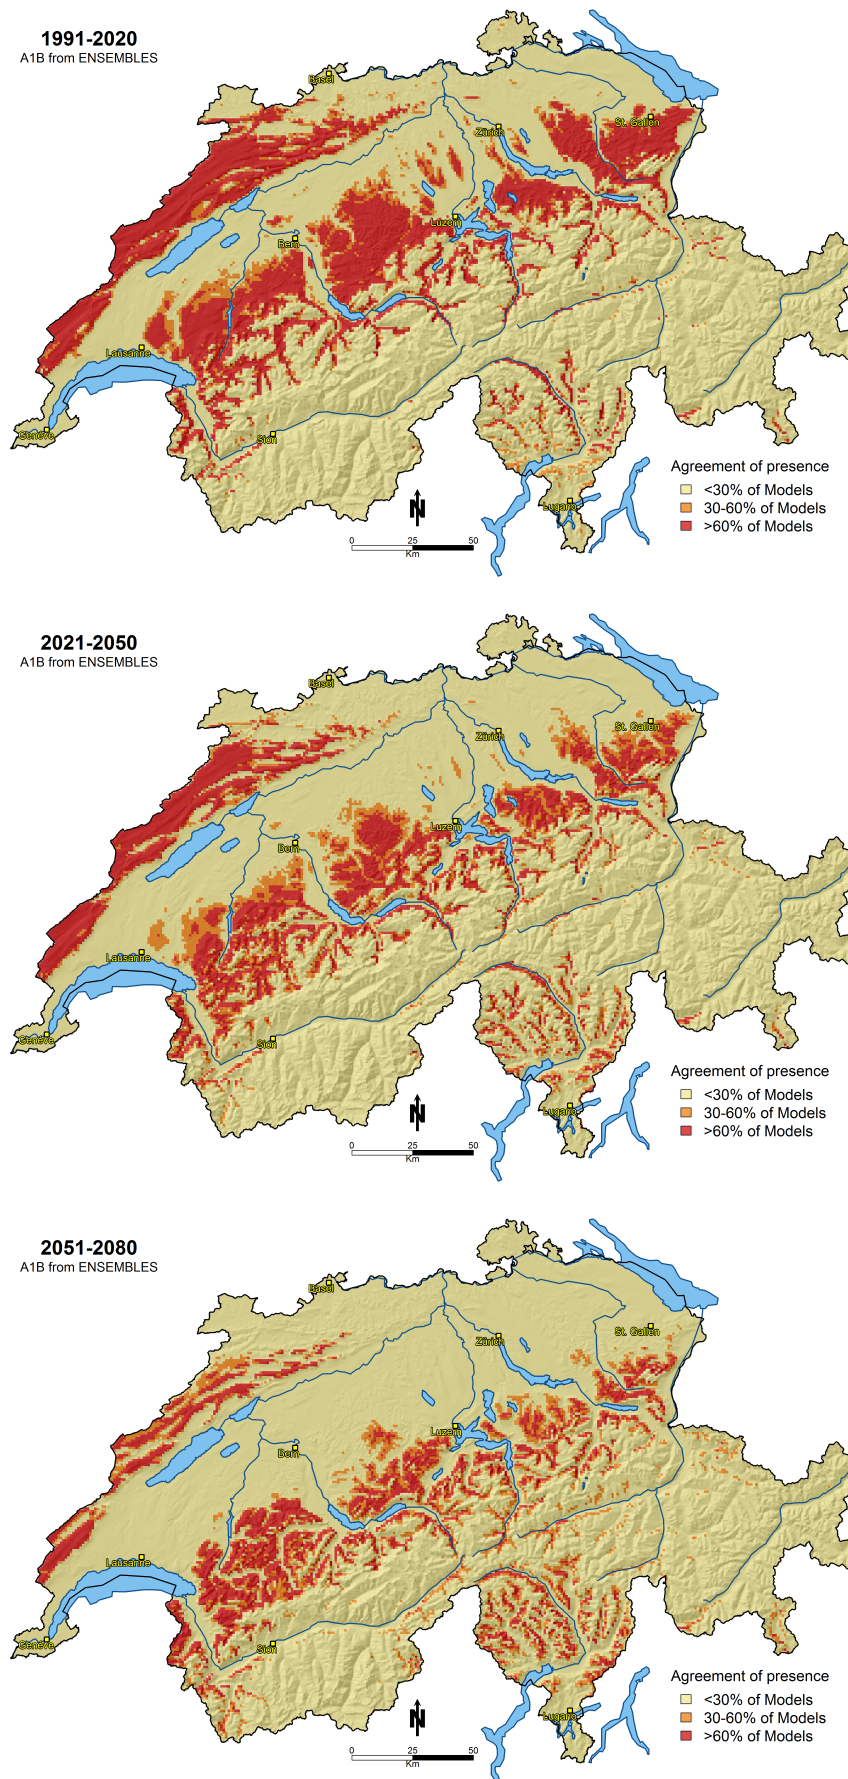 1991-2020
A1B from ENSEMBLES
Basel
Zürich
St. Gallen
Luzern
Bern
Lausanne
Genève
Sion
Lugano
Agreement of presence
<30% of Models
30-60% of Models
>60% of Models
N
0 25 50
Km
2021-2050
A1B from ENSEMBLES
Basel
Zürich
St. Gallen
Luzern
Bern
Lausanne
Genève
Sion
Lugano
Agreement of presence
<30% of Models
30-60% of Models
>60% of Models
N
0 25 50
Km
2051-2080
A1B from ENSEMBLES
Basel
Zürich
St. Gallen
Luzern
Bern
Lausanne
Genève
Sion
Lugano
Agreement of presence
<30% of Models
30-60% of Models
>60% of Models
N
0 25 50
Km